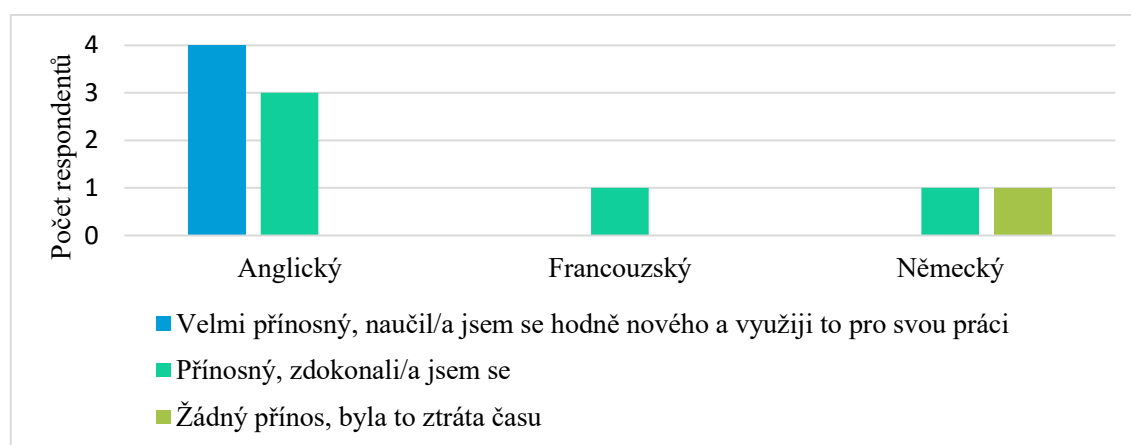 Počet respondentů
4
3
2
1
0
Anglický Francouzský Německý
Velmi přínosný, naučil/a jsem se hodně nového a využiji to pro svou práci
Přínosný, zdokonali/a jsem se
Žádný přínos, byla to ztráta času